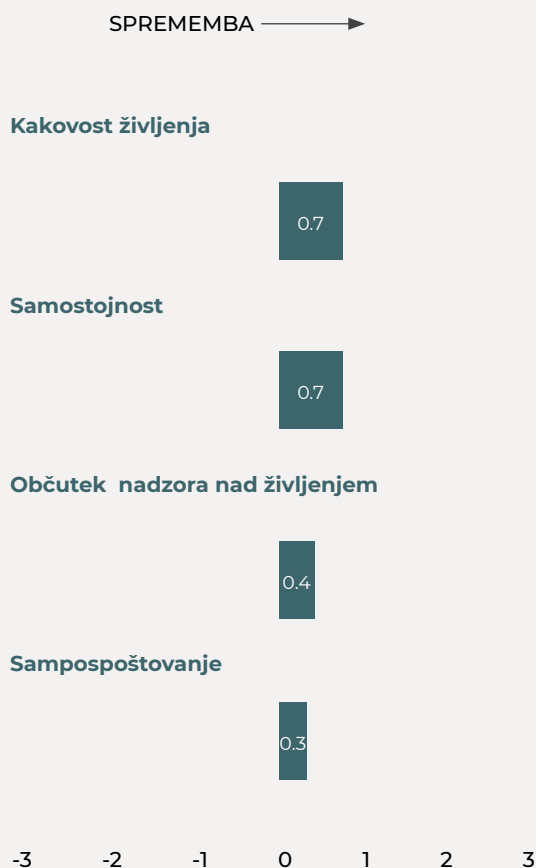 SPREMEMBA
Kakovost življenja
0.7
Samostojnost
0.7
Občutek nadzora nad življenjem
0.4
Sampospoštovanje
0.3
-3 -2 -1 0 1 2 3